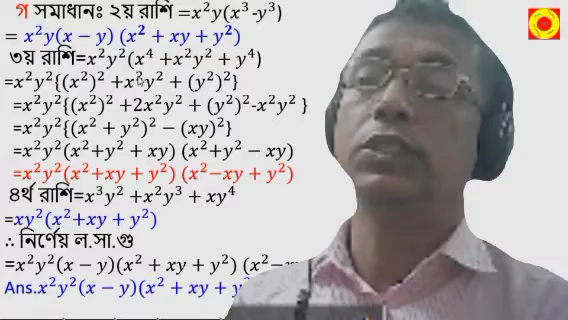 গ সমাধানঃ ২য় রাশি =x²y(x³-y³)
= x²y(x − y) (x² + xy + y²)
৩য় রাশি=x²y²(x⁴ +x²y² + y⁴)
=x²y²{(x²)² +x²y² + (y²)²}
=x²y²{(x²)² +2x²y² + (y²)²-x²y² }
=x²y²{(x² + y²)² − (xy)²}
=x²y²(x²+y² + xy) (x²+y² − xy)
=x²y²(x²+xy + y²) (x²−xy + y²)
৪র্থ রাশি=x³y² +x²y³ + xy⁴
=xy²(x²+xy + y²)
∴ নির্ণেয় ল.সা.গু
=x²y²(x − y)(x² + xy + y²) (x²−x
Ans.x²y²(x − y)(x² + xy + y²